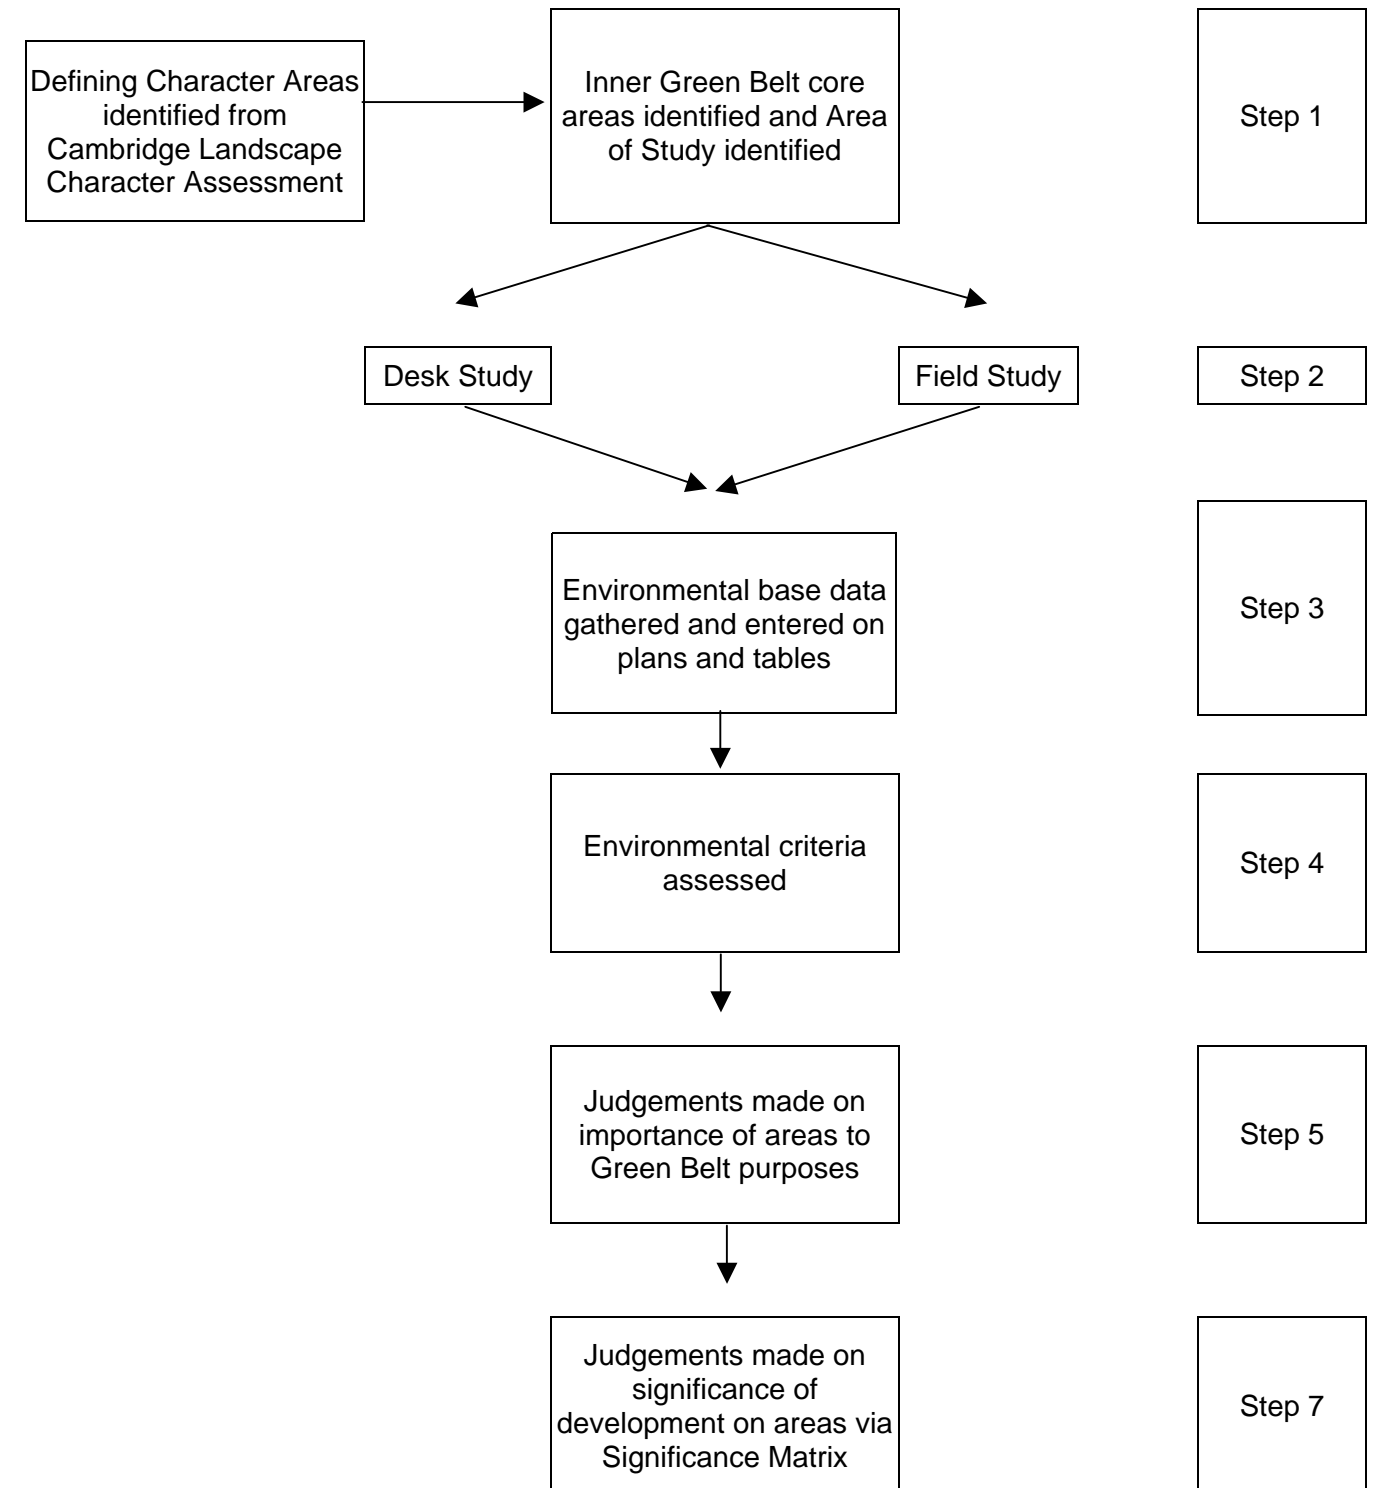 Defining Character Areas
identified from
Cambridge Landscape
Character Assessment
Inner Green Belt core
areas identified and Area
of Study identified
Step 1
Desk Study
Field Study
Step 2
Environmental base data
gathered and entered on
plans and tables
Step 3
Environmental criteria
assessed
Step 4
Judgements made on
importance of areas to
Green Belt purposes
Step 5
Judgements made on
significance of
development on areas via
Significance Matrix
Step 7